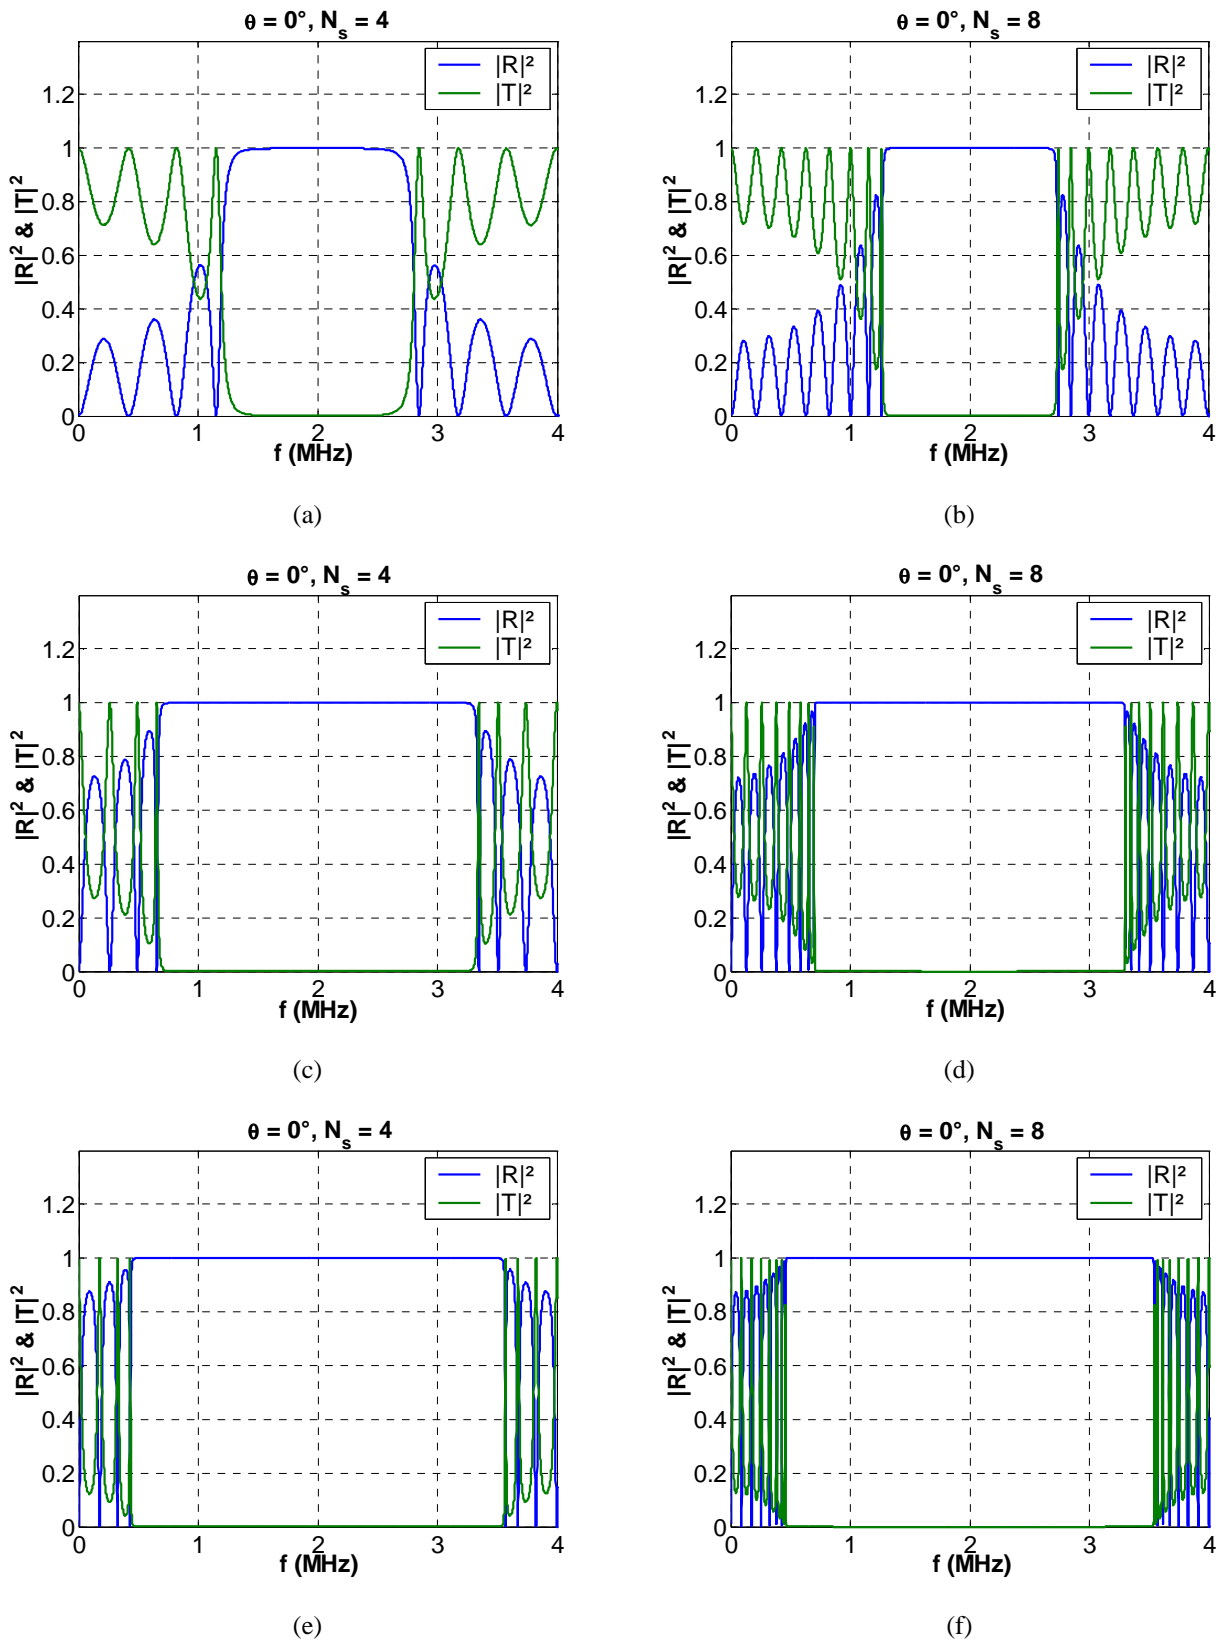 θ = 0°, N_s = 4
|R|²
|T|²
1.2
1
0.8
0.6
0.4
0.2
0
|R|² & |T|²
0 1 2 3 4
f (MHz)
(a)
θ = 0°, N_s = 8
|R|²
|T|²
1.2
1
0.8
0.6
0.4
0.2
0
|R|² & |T|²
0 1 2 3 4
f (MHz)
(b)
θ = 0°, N_s = 4
|R|²
|T|²
1.2
1
0.8
0.6
0.4
0.2
0
|R|² & |T|²
0 1 2 3 4
f (MHz)
(c)
θ = 0°, N_s = 8
|R|²
|T|²
1.2
1
0.8
0.6
0.4
0.2
0
|R|² & |T|²
0 1 2 3 4
f (MHz)
(d)
θ = 0°, N_s = 4
|R|²
|T|²
1.2
1
0.8
0.6
0.4
0.2
0
|R|² & |T|²
0 1 2 3 4
f (MHz)
(e)
θ = 0°, N_s = 8
|R|²
|T|²
1.2
1
0.8
0.6
0.4
0.2
0
|R|² & |T|²
0 1 2 3 4
f (MHz)
(f)